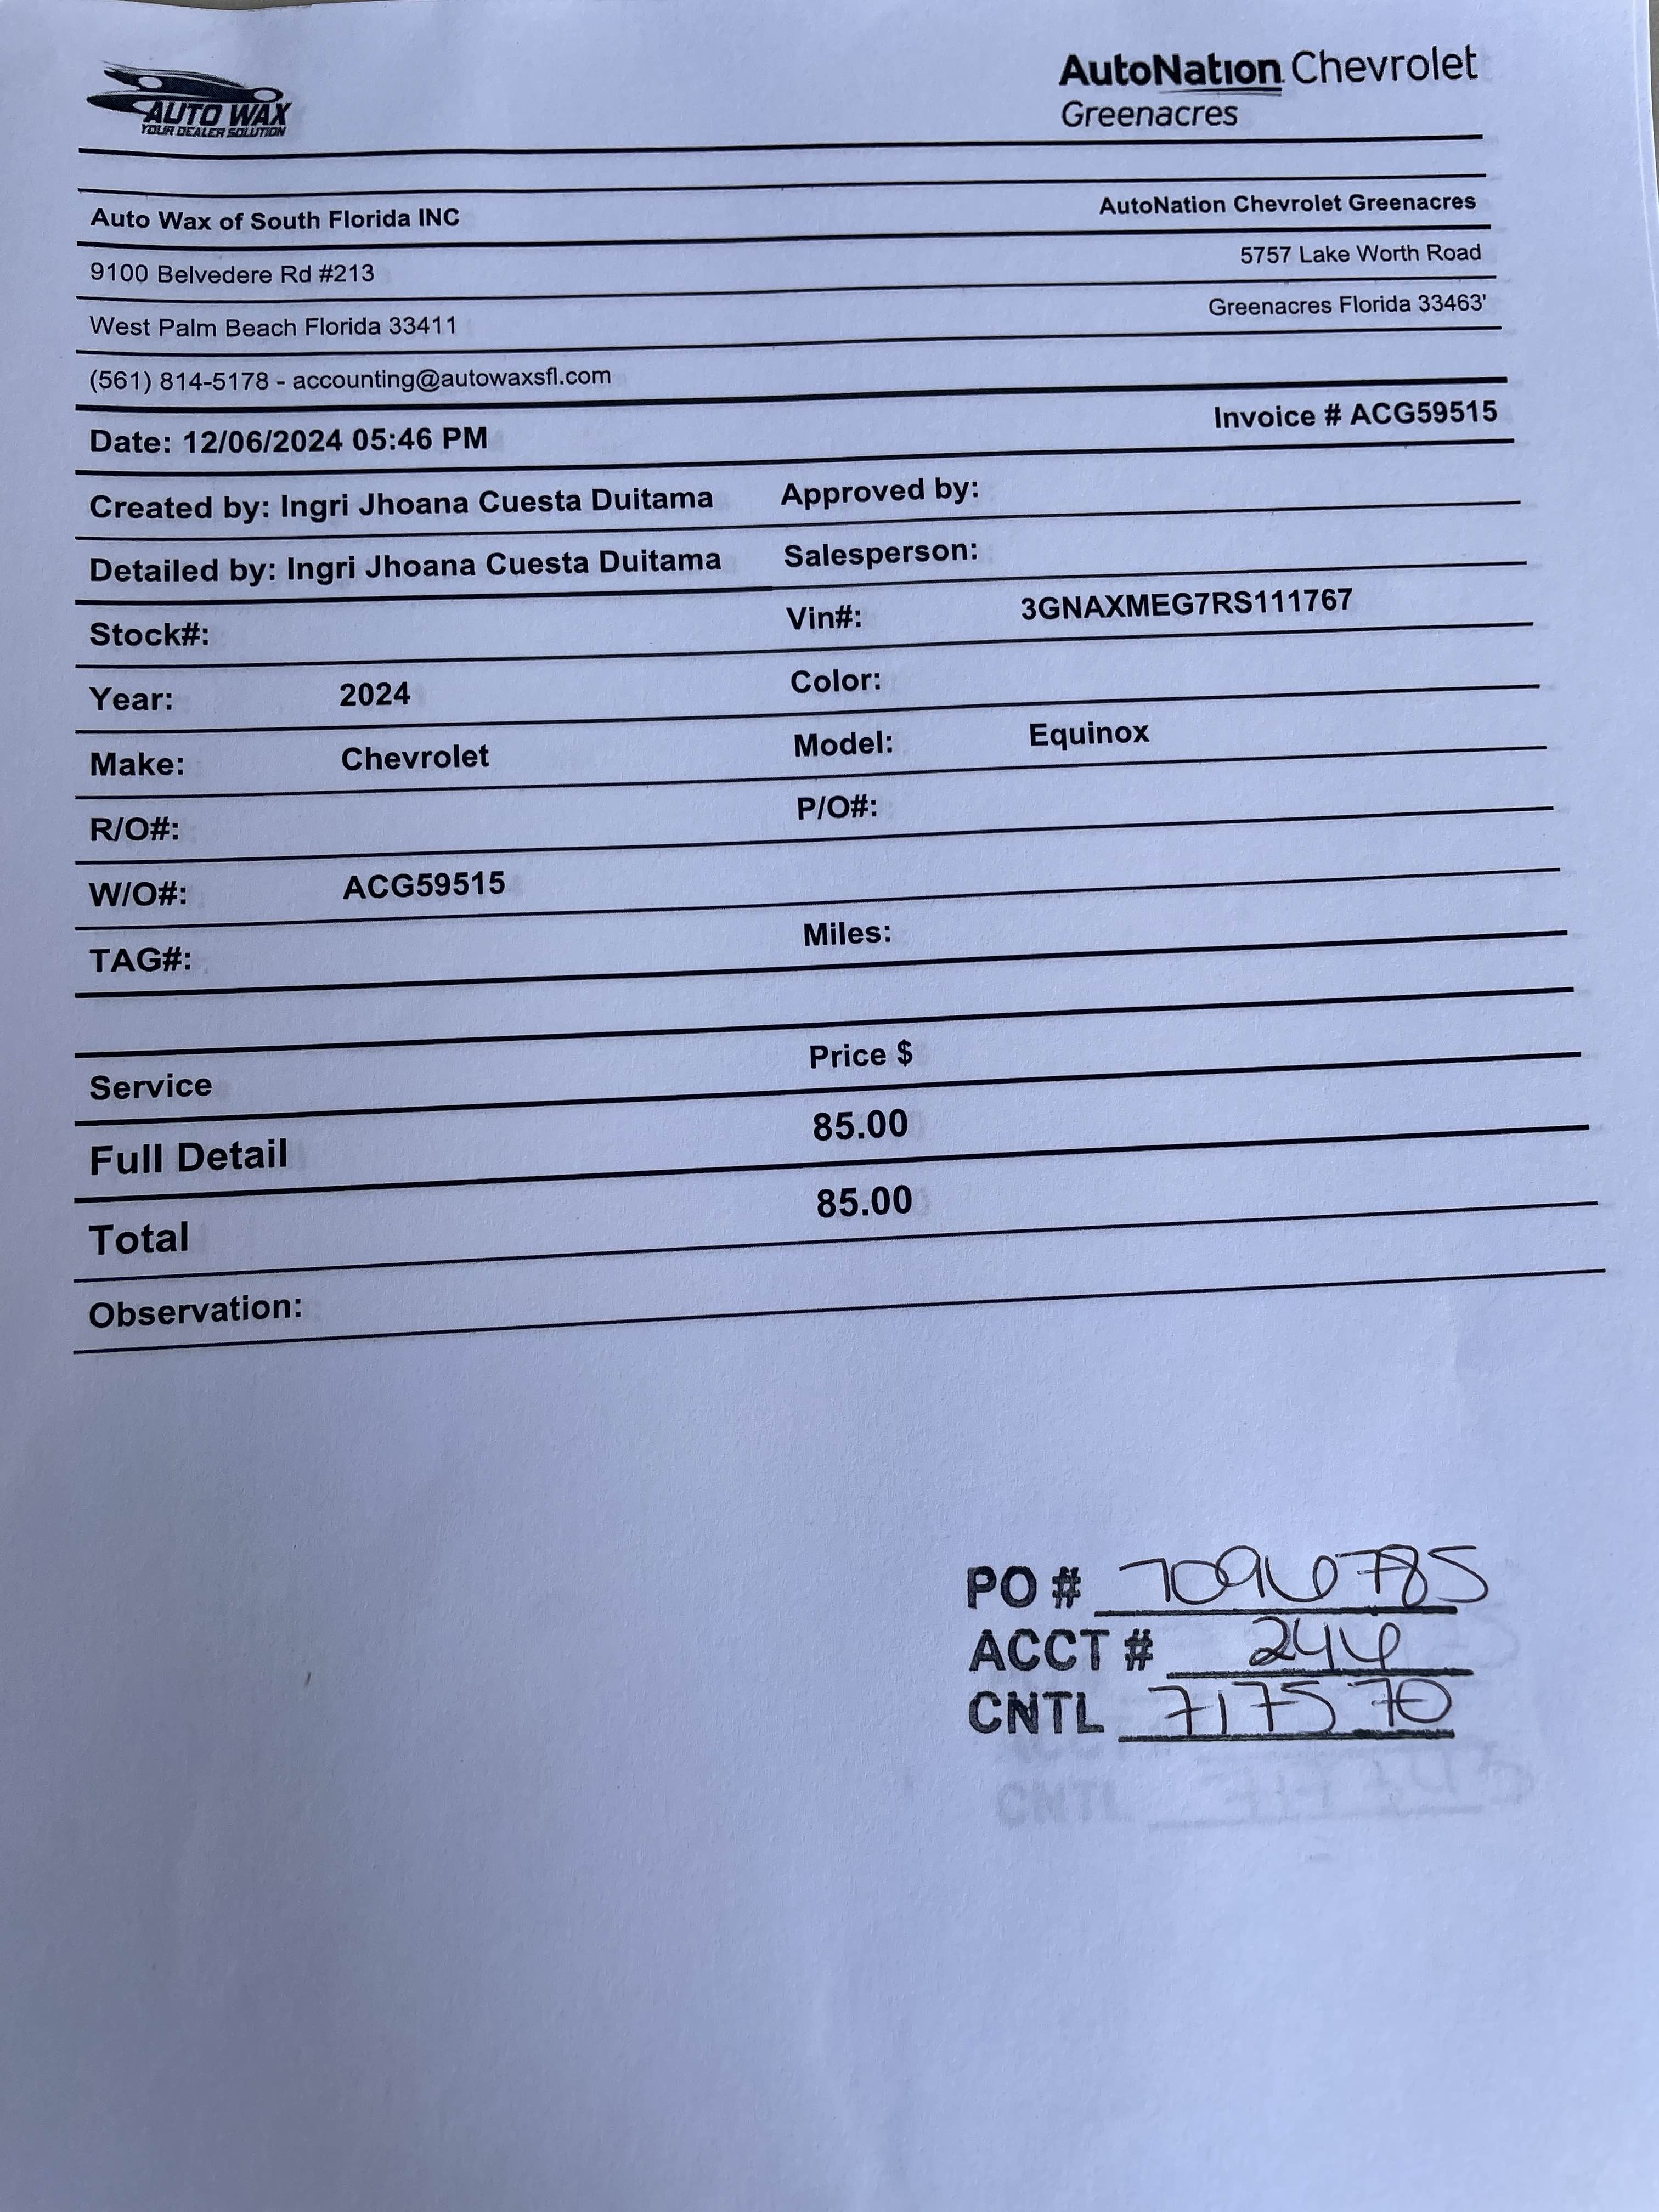 AUTO WAX
YOUR DEALER SOLUTION
AutoNation Chevrolet
Greenacres
Auto Wax of South Florida INC
AutoNation Chevrolet Greenacres
9100 Belvedere Rd #213
5757 Lake Worth Road
West Palm Beach Florida 33411
Greenacres Florida 33463'
(561) 814-5178 - accounting@autowaxsfl.com
Date: 12/06/2024 05:46 PM
Invoice # ACG59515
Created by: Ingri Jhoana Cuesta Duitama Approved by:
Detailed by: Ingri Jhoana Cuesta Duitama Salesperson:
Stock#: Vin#: 3GNAXMEG7RS111767
Year: 2024 Color:
Make: Chevrolet Model: Equinox
R/O#: P/O#:
W/O#: ACG59515
TAG#: Miles:
Service Price $
Full Detail 85.00
Total 85.00
Observation:
PO # 7096785
ACCT # 246
CNTL 717570
CNTL